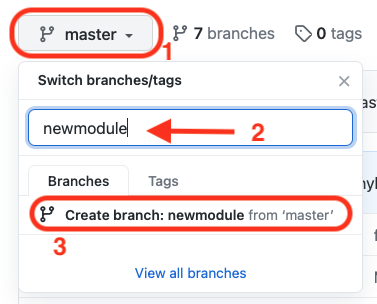 master 7 branches 0 tags
1
Switch branches/tags
newmodule 2
Branches Tags
Create branch: newmodule from ‘master’
3
View all branches